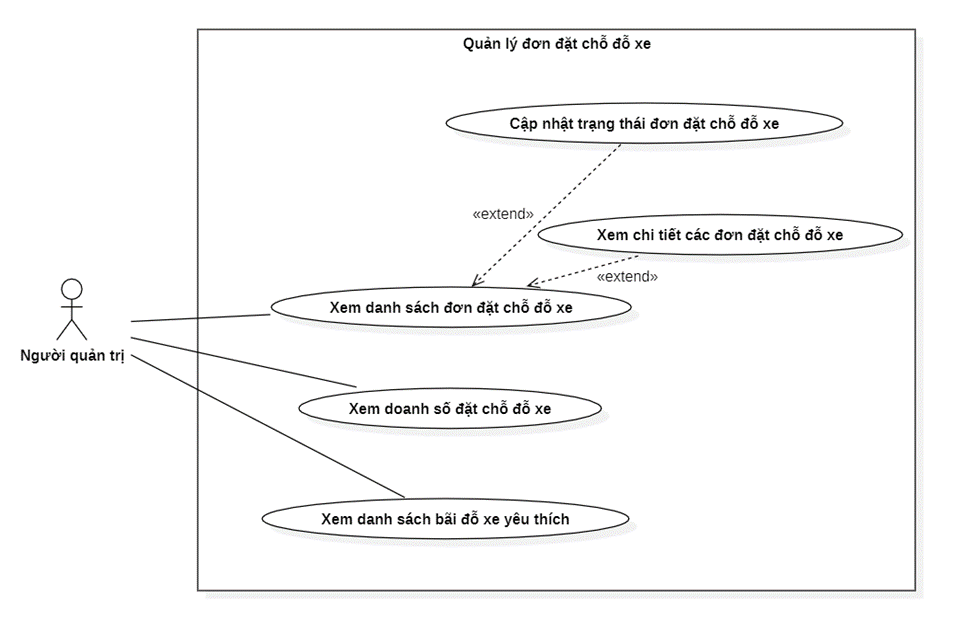 Quản lý đơn đặt chỗ đỗ xe
Cập nhật trạng thái đơn đặt chỗ đỗ xe
«extend»
Xem chi tiết các đơn đặt chỗ đỗ xe
«extend»
Xem danh sách đơn đặt chỗ đỗ xe
Người quản trị
Xem doanh số đặt chỗ đỗ xe
Xem danh sách bãi đỗ xe yêu thích